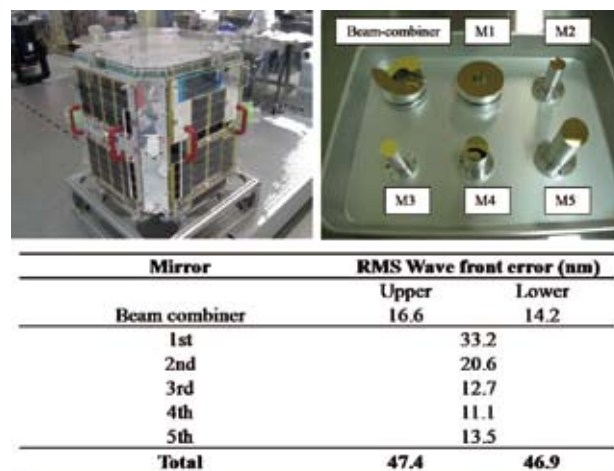 Beam-combiner M1 M2
M3 M4 M5
Mirror RMS Wave front error (nm)
Upper Lower
Beam combiner 16.6 14.2
1st 33.2
2nd 20.6
3rd 12.7
4th 11.1
5th 13.5
Total 47.4 46.9